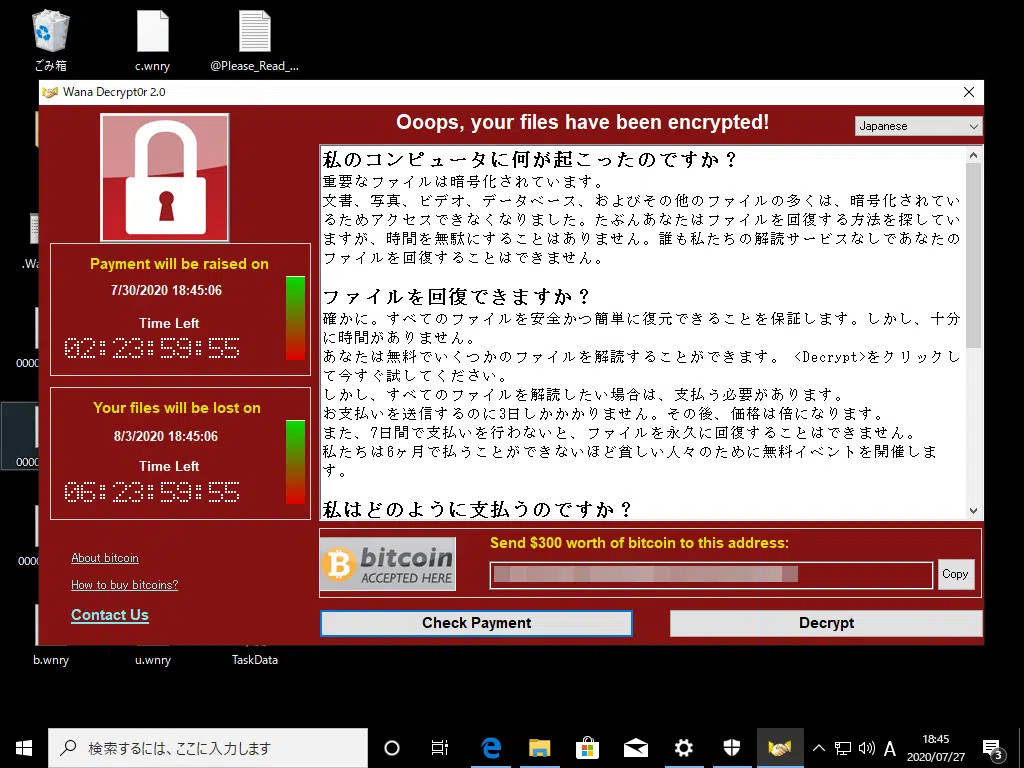 ごみ箱
c.wnry
@Please_Read_...
Wana Decrypt0r 2.0
Ooops, your files have been encrypted!
Japanese
Payment will be raised on
7/30/2020 18:45:06
Time Left
02:23:59:55
Your files will be lost on
8/3/2020 18:45:06
Time Left
06:23:59:55
About bitcoin
How to buy bitcoins?
Contact Us
私のコンピュータに何が起こったのですか？
重要なファイルは暗号化されています。
文書、写真、ビデオ、データベース、およびその他のファイルの多くは、暗号化されてい
るためアクセスできなくなりました。たぶんあなたはファイルを回復する方法を探してい
ますが、時間を無駄にすることはありません。誰も私たちの解読サービスなしであなたの
ファイルを回復することはできません。
ファイルを回復できますか？
確かに。すべてのファイルを安全かつ簡単に復元できることを保証します。しかし、十分
に時間がありません。
あなたは無料でいくつかのファイルを解読することができます。 <Decrypt>をクリックし
て今すぐ試してください。
しかし、すべてのファイルを解読したい場合は、支払う必要があります。
お支払いを送信するのに3日しかかかりません。その後、価格は倍になります。
また、7日間で支払いを行わないと、ファイルを永久に回復することはできません。
私たちは6ヶ月で払うことができないほど貧しい人々のために無料イベントを開催しま
す。
私はどのように支払うのですか？
bitcoin
ACCEPTED HERE
Send $300 worth of bitcoin to this address:
Copy
Check Payment
Decrypt
.Wa
0000
0000
0000
b.wnry
u.wnry
TaskData
検索するには、ここに入力します
A
18:45
2020/07/27
3